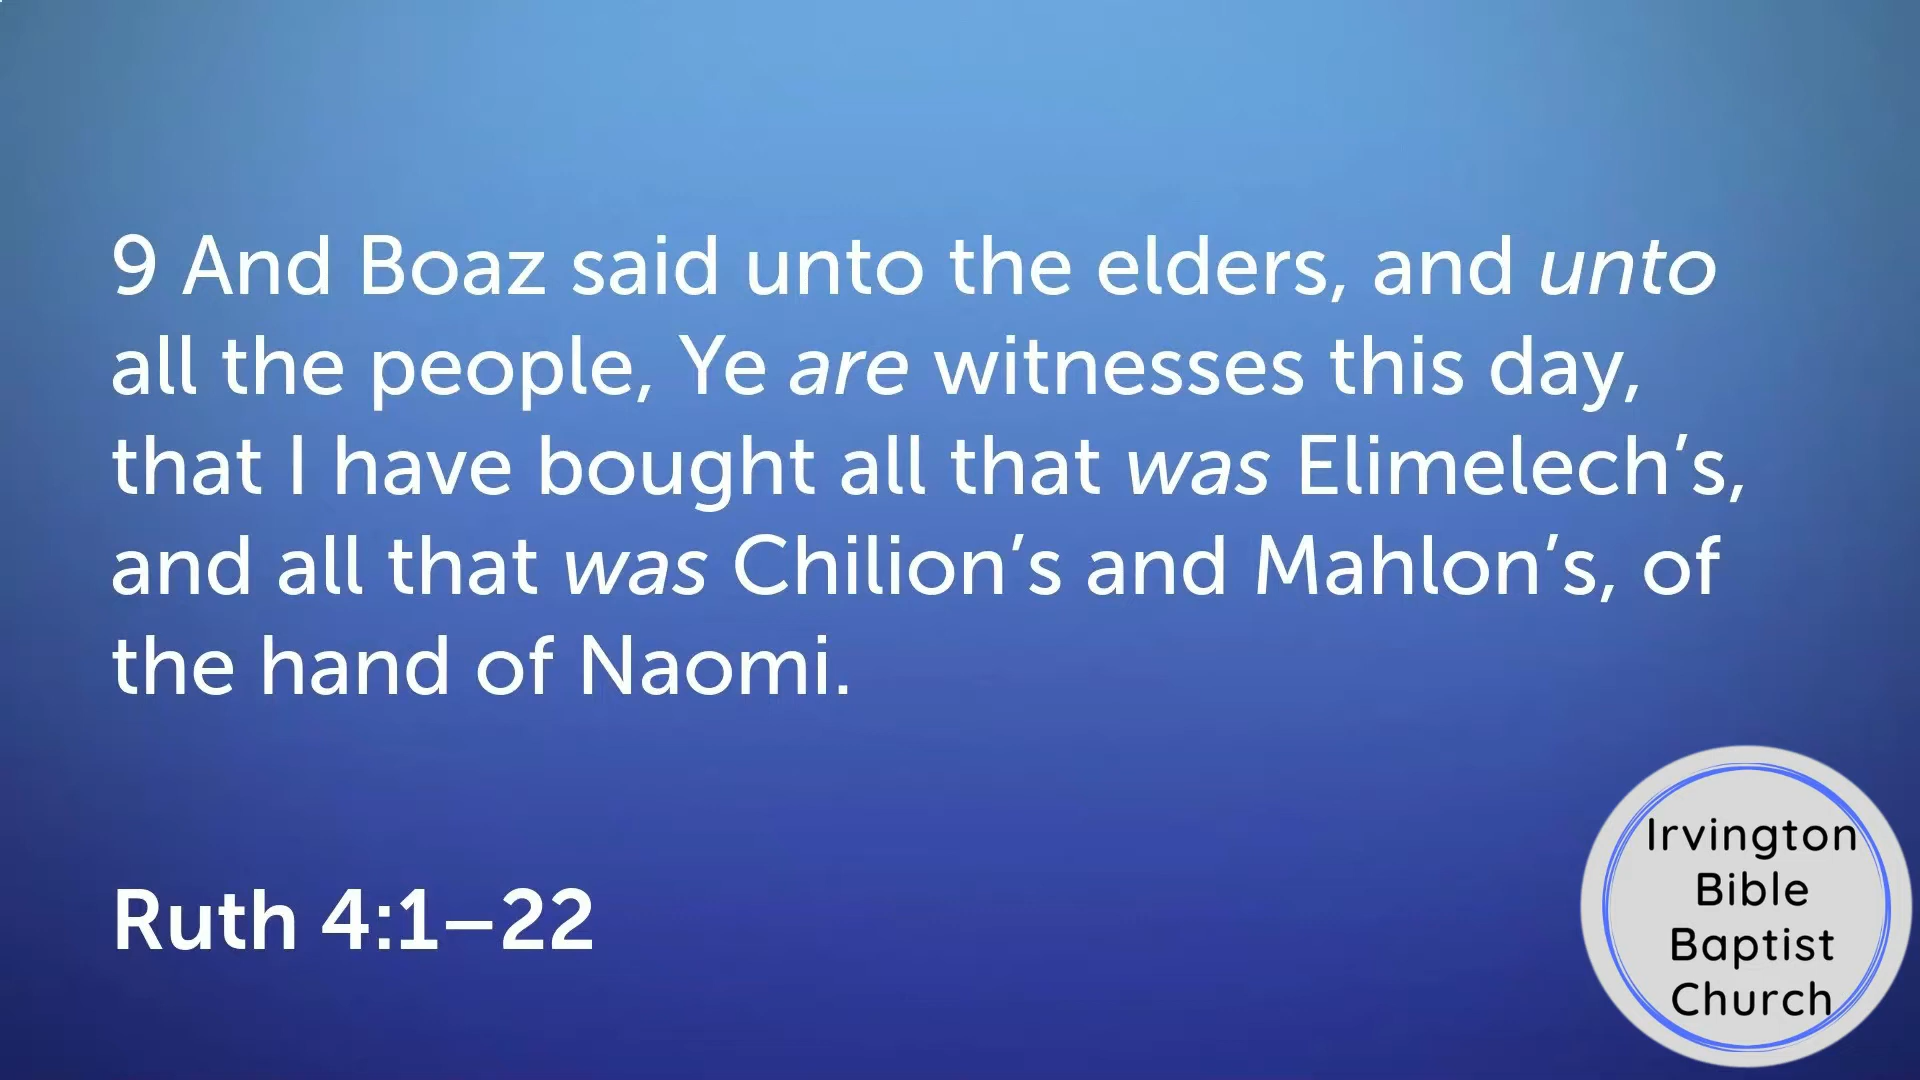 9 And Boaz said unto the elders, and unto
all the people, Ye are witnesses this day,
that I have bought all that was Elimelech’s,
and all that was Chilion’s and Mahlon’s, of
the hand of Naomi.
Ruth 4:1–22
Irvington
Bible
Baptist
Church